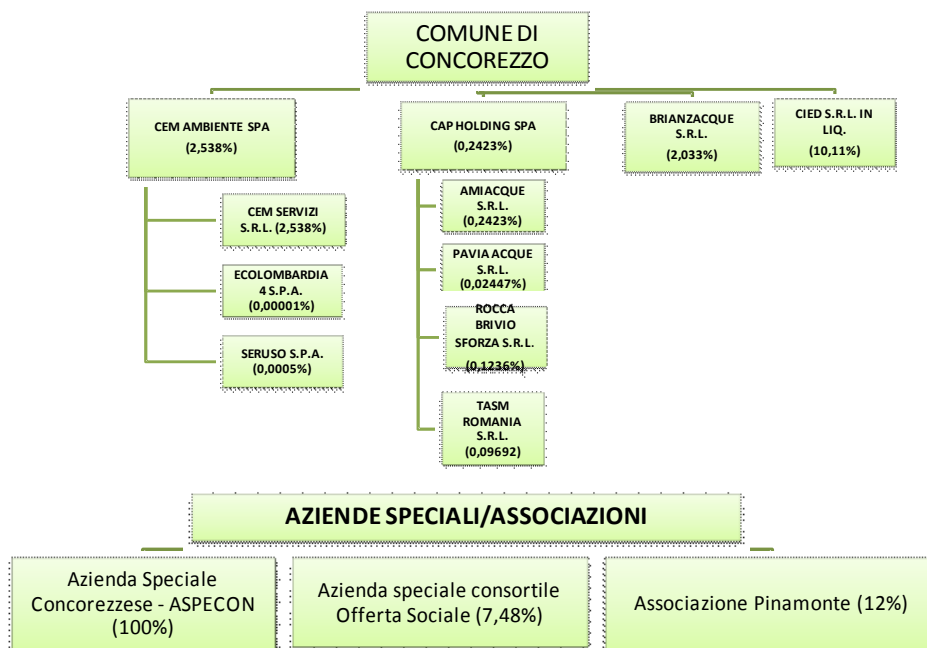 COMUNE DI
CONCOREZZO
CEM AMBIENTE SPA
(2,538%)
CAP HOLDING SPA
(0,2423%)
BRIANZACQUE
S.R.L.
(2,033%)
CIED S.R.L. IN
LIQ.
(10,11%)
CEM SERVIZI
S.R.L. (2,538%)
ECOLOMBARDIA
4 S.P.A.
(0,00001%)
SERUSO S.P.A.
(0,0005%)
AMIACQUE
S.R.L.
(0,2423%)
PAVIA ACQUE
S.R.L.
(0,02447%)
ROCCA
BRIVIO
SFORZA S.R.L.
(0,1236%)
TASM
ROMANIA
S.R.L.
(0,09692)
AZIENDE SPECIALI/ASSOCIAZIONI
Azienda Speciale
Concorezzese - ASPECON
(100%)
Azienda speciale consortile
Offerta Sociale (7,48%)
Associazione Pinamonte (12%)